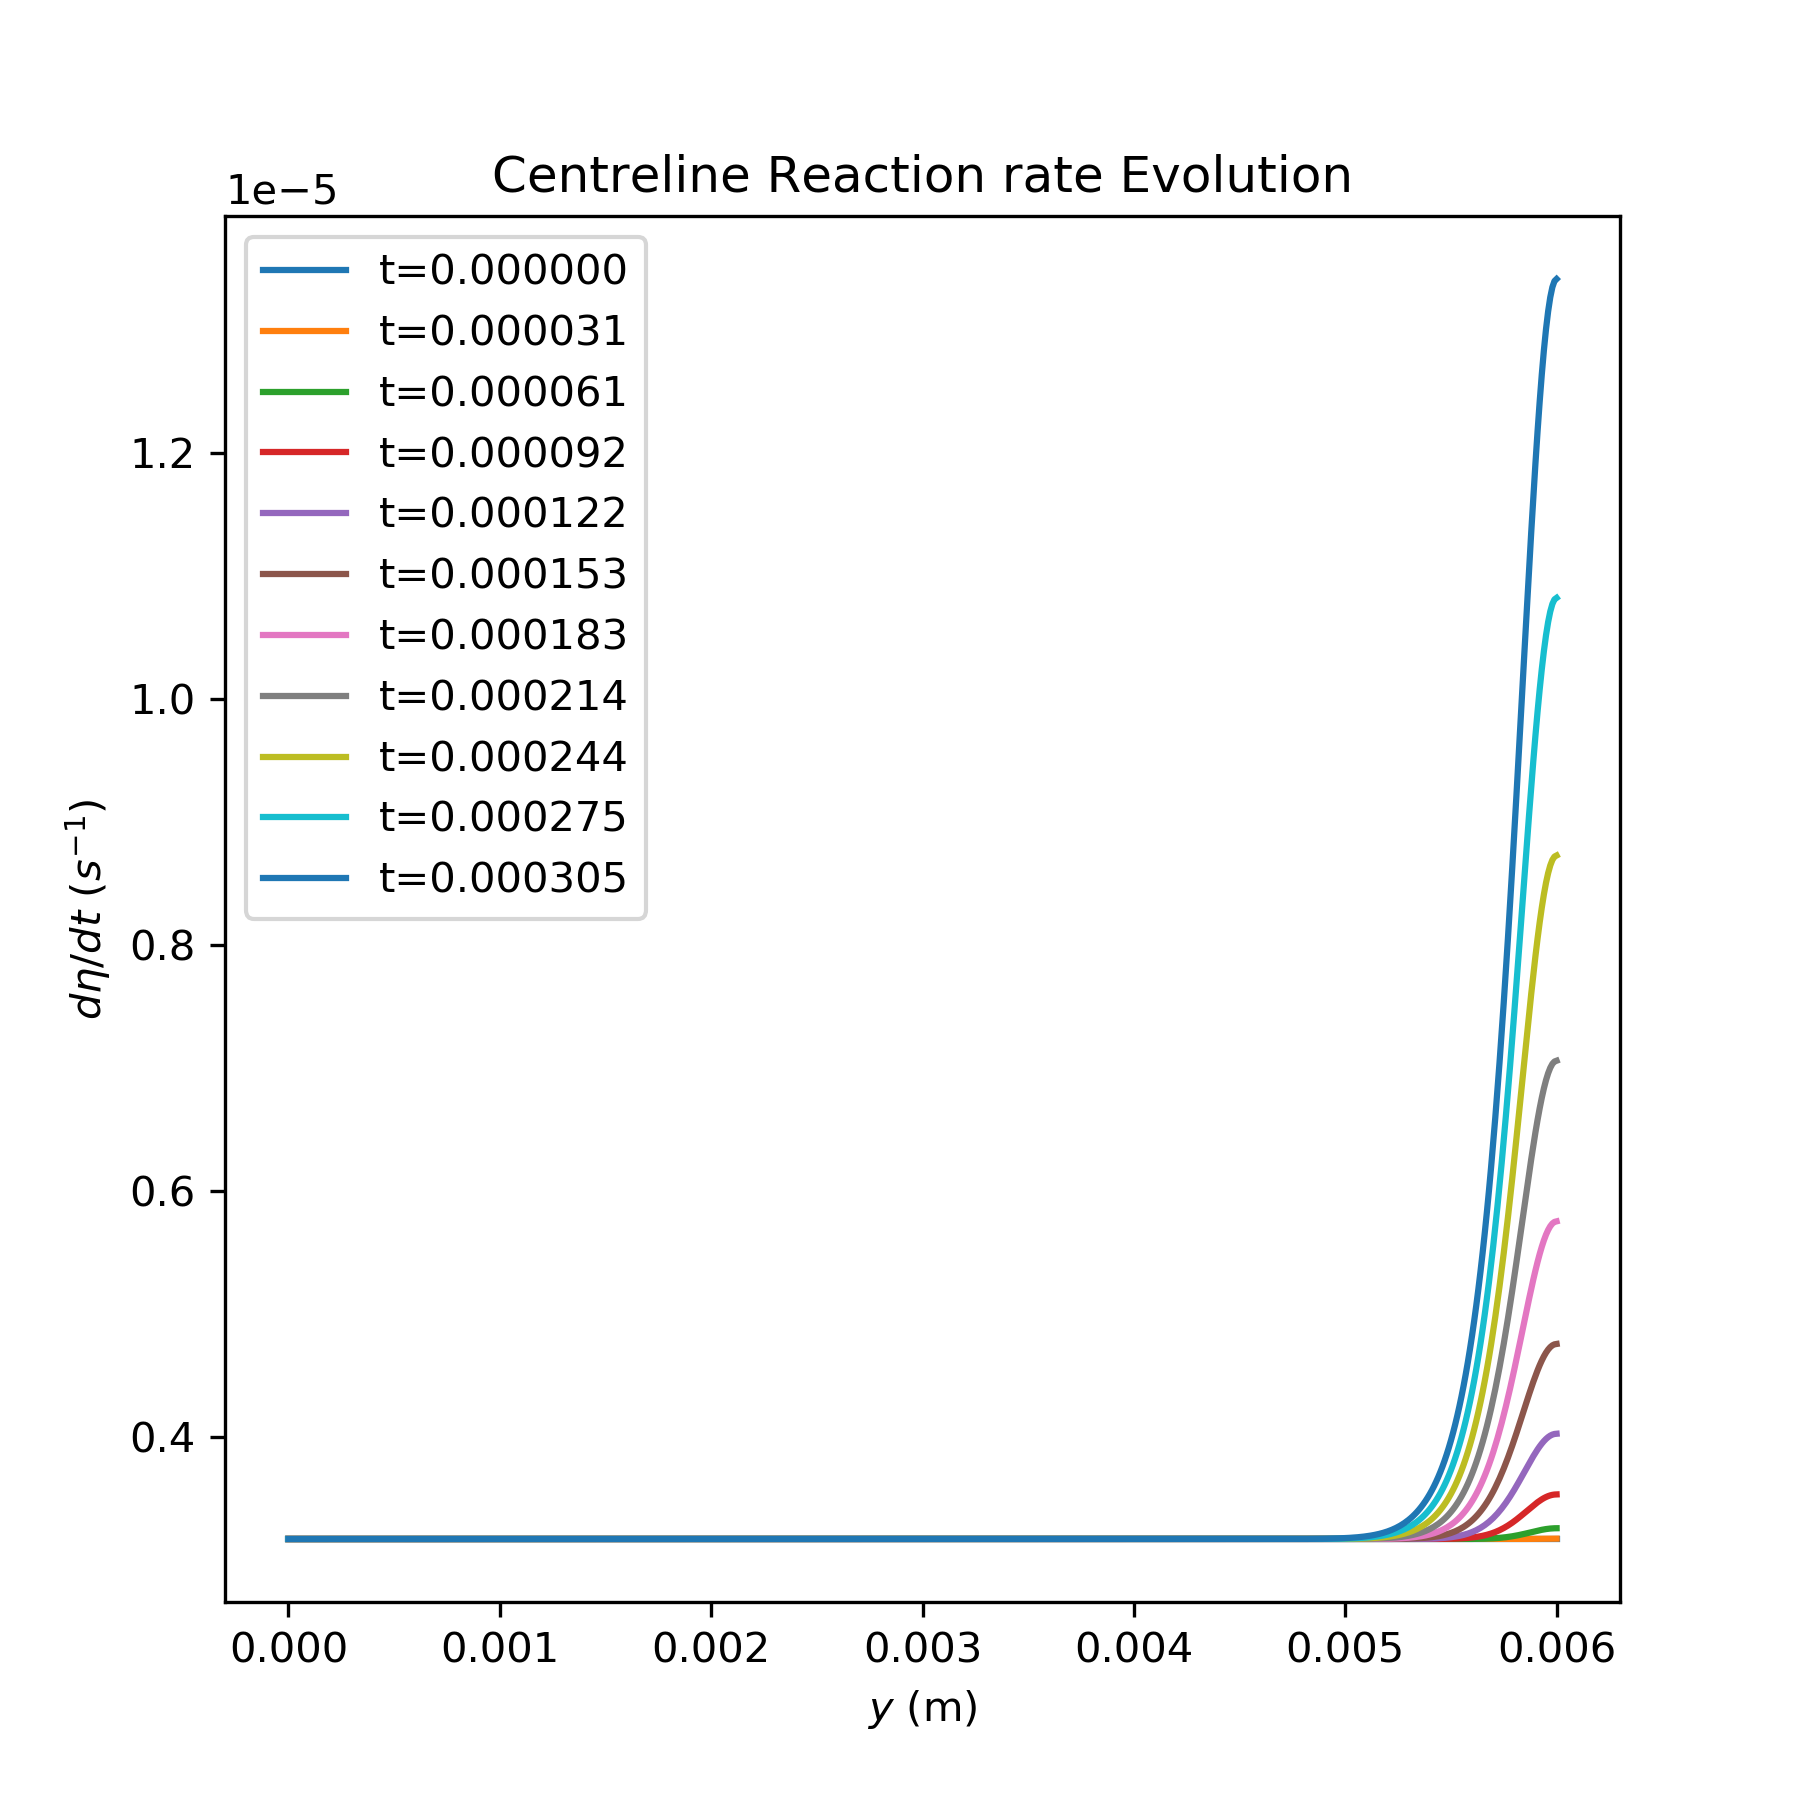 Centreline Reaction rate Evolution
1e−5
t=0.000000
t=0.000031
t=0.000061
t=0.000092
t=0.000122
t=0.000153
t=0.000183
t=0.000214
t=0.000244
t=0.000275
t=0.000305
1.2
1.0
0.8
0.6
0.4
dη/dt (s⁻¹)
0.000 0.001 0.002 0.003 0.004 0.005 0.006
y (m)